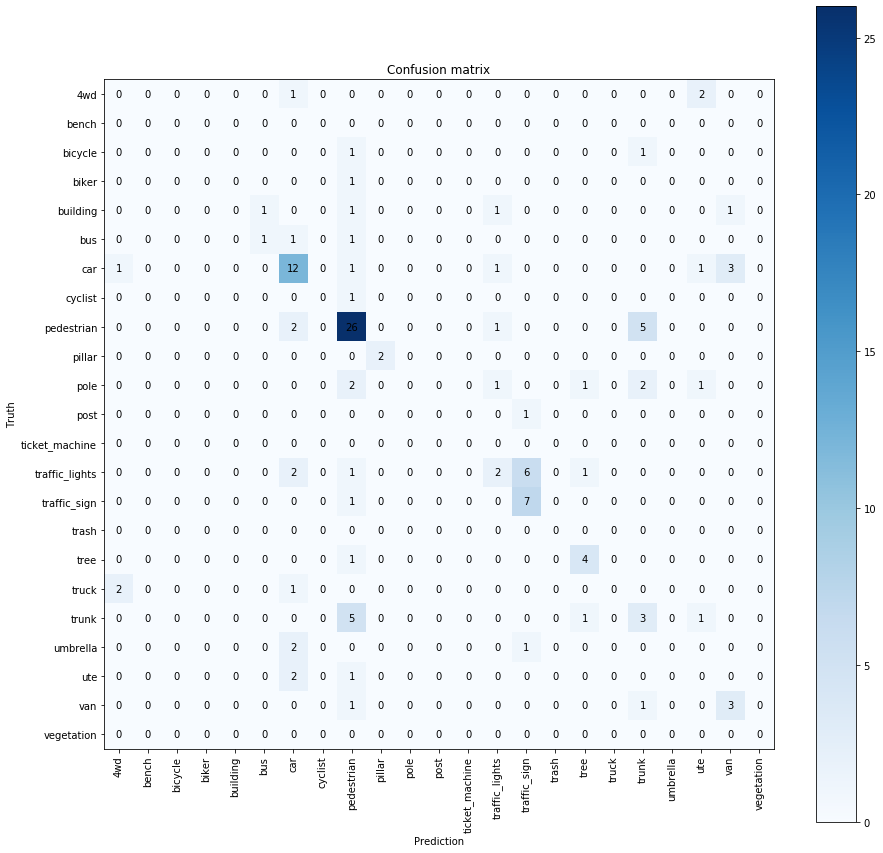 Confusion matrix
4wd 0 0 0 0 0 0 1 0 0 0 0 0 0 0 0 0 0 0 0 0 2 0 0
bench 0 0 0 0 0 0 0 0 0 0 0 0 0 0 0 0 0 0 0 0 0 0 0
bicycle 0 0 0 0 0 0 0 0 1 0 0 0 0 0 0 0 0 0 1 0 0 0 0
biker 0 0 0 0 0 0 0 0 1 0 0 0 0 0 0 0 0 0 0 0 0 0 0
building 0 0 0 0 0 1 0 0 1 0 0 0 0 1 0 0 0 0 0 0 0 1 0
bus 0 0 0 0 0 1 1 0 1 0 0 0 0 0 0 0 0 0 0 0 0 0 0
car 1 0 0 0 0 0 12 0 1 0 0 0 0 1 0 0 0 0 0 0 1 3 0
cyclist 0 0 0 0 0 0 0 0 1 0 0 0 0 0 0 0 0 0 0 0 0 0 0
pedestrian 0 0 0 0 0 0 2 0 26 0 0 0 0 1 0 0 0 0 5 0 0 0 0
pillar 0 0 0 0 0 0 0 0 0 2 0 0 0 0 0 0 0 0 0 0 0 0 0
pole 0 0 0 0 0 0 0 0 2 0 0 0 0 1 0 0 1 0 2 0 1 0 0
post 0 0 0 0 0 0 0 0 0 0 0 0 0 0 1 0 0 0 0 0 0 0 0
ticket_machine 0 0 0 0 0 0 0 0 0 0 0 0 0 0 0 0 0 0 0 0 0 0 0
traffic_lights 0 0 0 0 0 0 2 0 1 0 0 0 0 2 6 0 1 0 0 0 0 0 0
traffic_sign 0 0 0 0 0 0 0 0 1 0 0 0 0 0 7 0 0 0 0 0 0 0 0
trash 0 0 0 0 0 0 0 0 0 0 0 0 0 0 0 0 0 0 0 0 0 0 0
tree 0 0 0 0 0 0 0 0 1 0 0 0 0 0 0 0 4 0 0 0 0 0 0
truck 2 0 0 0 0 0 1 0 0 0 0 0 0 0 0 0 0 0 0 0 0 0 0
trunk 0 0 0 0 0 0 0 0 5 0 0 0 0 0 0 0 1 0 3 0 1 0 0
umbrella 0 0 0 0 0 0 2 0 0 0 0 0 0 0 1 0 0 0 0 0 0 0 0
ute 0 0 0 0 0 0 2 0 1 0 0 0 0 0 0 0 0 0 0 0 0 0 0
van 0 0 0 0 0 0 0 0 1 0 0 0 0 0 0 0 0 0 1 0 0 3 0
vegetation 0 0 0 0 0 0 0 0 0 0 0 0 0 0 0 0 0 0 0 0 0 0 0
Truth
4wd bench bicycle biker building bus car cyclist pedestrian pillar pole post ticket_machine traffic_lights traffic_sign trash tree truck trunk umbrella ute van vegetation
Prediction
25
20
15
10
5
0